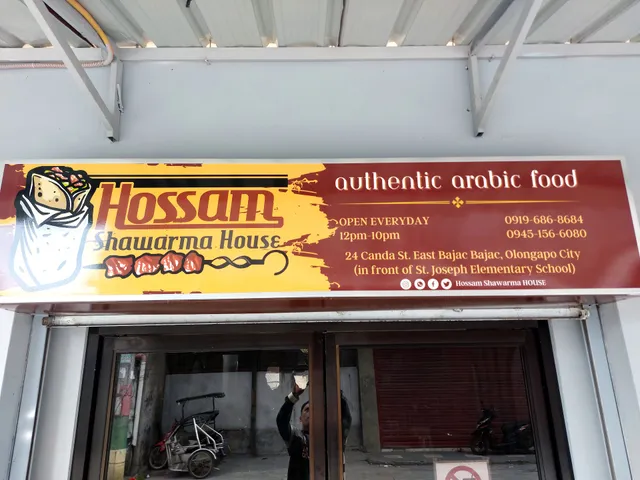 Hossam
Shawarma House
authentic arabic food
OPEN EVERYDAY
12pm-10pm
0919-686-8684
0945-156-6080
24 Canda St. East Bajac Bajac, Olongapo City
(in front of St. Joseph Elementary School)
Hossam Shawarma HOUSE